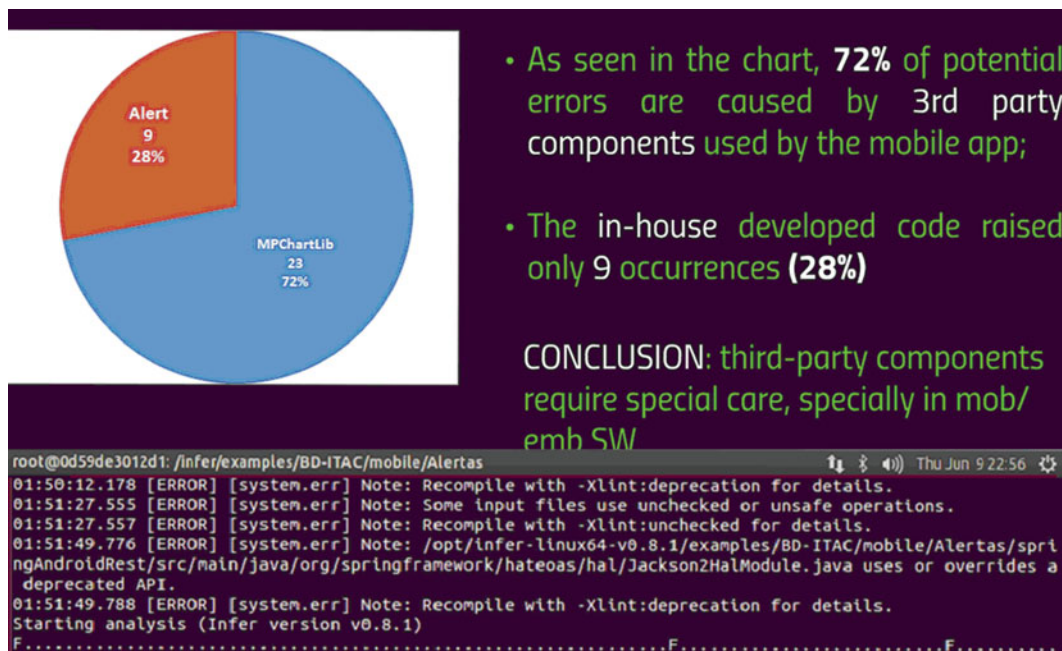 Alert
9
28%
MPChartLib
23
72%
• As seen in the chart, 72% of potential
errors are caused by 3rd party
components used by the mobile app;
• The in-house developed code raised
only 9 occurrences (28%)
CONCLUSION: third-party components
require special care, specially in mob/
emb SW
root@0d59de3012d1: /infer/examples/BD-ITAC/mobile/Alertas
Thu Jun 9 22:56
01:50:12.178 [ERROR] [system.err] Note: Recompile with -Xlint:deprecation for details.
01:51:27.555 [ERROR] [system.err] Note: Some input files use unchecked or unsafe operations.
01:51:27.557 [ERROR] [system.err] Note: Recompile with -Xlint:unchecked for details.
01:51:49.776 [ERROR] [system.err] Note: /opt/infer-linux64-v0.8.1/examples/BD-ITAC/mobile/Alertas/spri
ngAndroidRest/src/main/java/org/springframework/hateoas/hal/Jackson2HalModule.java uses or overrides a
deprecated API.
01:51:49.788 [ERROR] [system.err] Note: Recompile with -Xlint:deprecation for details.
Starting analysis (Infer version v0.8.1)
F...............................................................F..........................F..........